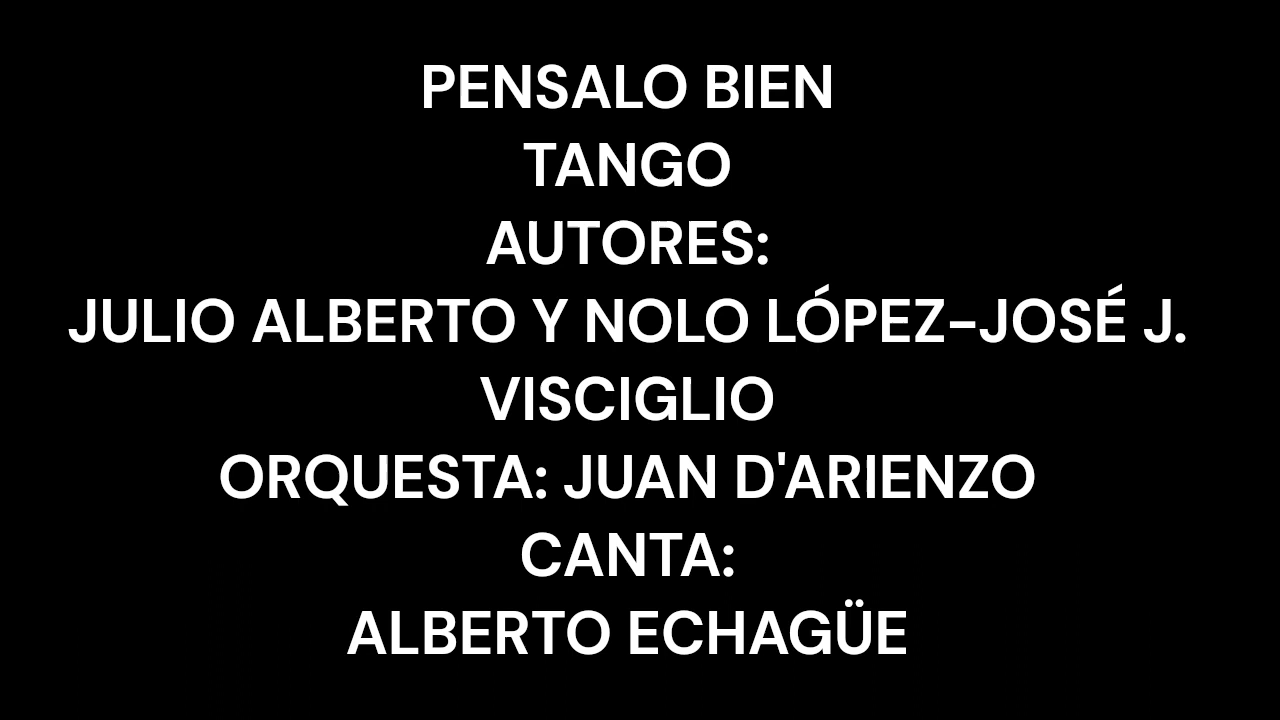 PENSALO BIEN
TANGO
AUTORES:
JULIO ALBERTO Y NOLO LÓPEZ-JOSÉ J.
VISCIGLIO
ORQUESTA: JUAN D'ARIENZO
CANTA:
ALBERTO ECHAGÜE